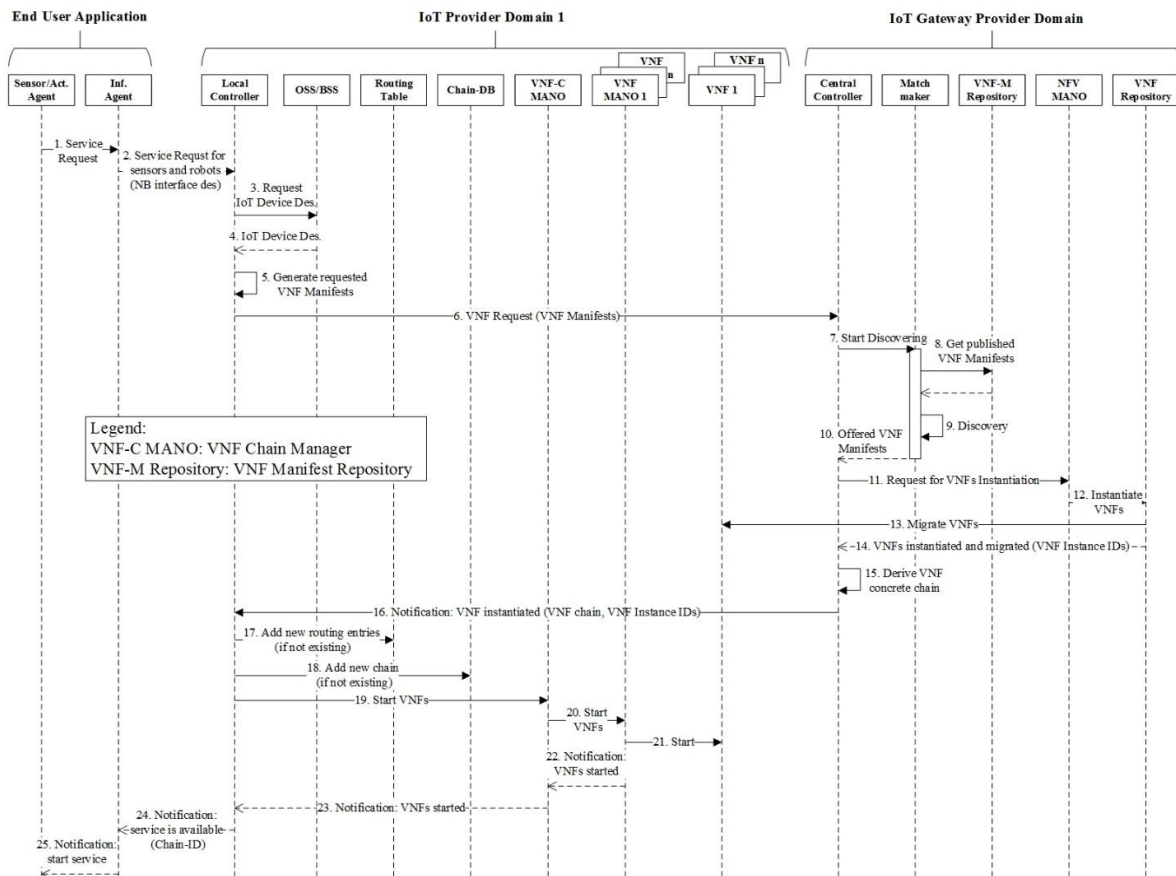 End User Application
IoT Provider Domain 1
IoT Gateway Provider Domain
Sensor/Act.
Agent
Inf.
Agent
Local
Controller
OSS/BSS
Routing
Table
Chain-DB
VNF-C
MANO
VNF
n
VNF
MANO 1
VNF n
VNF 1
Central
Controller
Match
maker
VNF-M
Repository
NFV
MANO
VNF
Repository
1. Service
Request
2. Service Requst for
sensors and robots
(NB interface des)
3. Request
IoT Device Des.
4. IoT Device Des.
5. Generate requested
VNF Manifests
6. VNF Request (VNF Manifests)
7. Start Discovering
8. Get published
VNF Manifests
9. Discovery
10. Offered VNF
Manifests
Legend:
VNF-C MANO: VNF Chain Manager
VNF-M Repository: VNF Manifest Repository
11. Request for VNFs Instantiation
12. Instantiate
VNFs
13. Migrate VNFs
14. VNFs instantiated and migrated (VNF Instance IDs)
15. Derive VNF
concrete chain
16. Notification: VNF instantiated (VNF chain, VNF Instance IDs)
17. Add new routing entries
(if not existing)
18. Add new chain
(if not existing)
19. Start VNFs
20. Start
VNFs
21. Start
22. Notification:
VNFs started
23. Notification: VNFs started
24. Notification:
service is available
(Chain-ID)
25. Notification:
start service